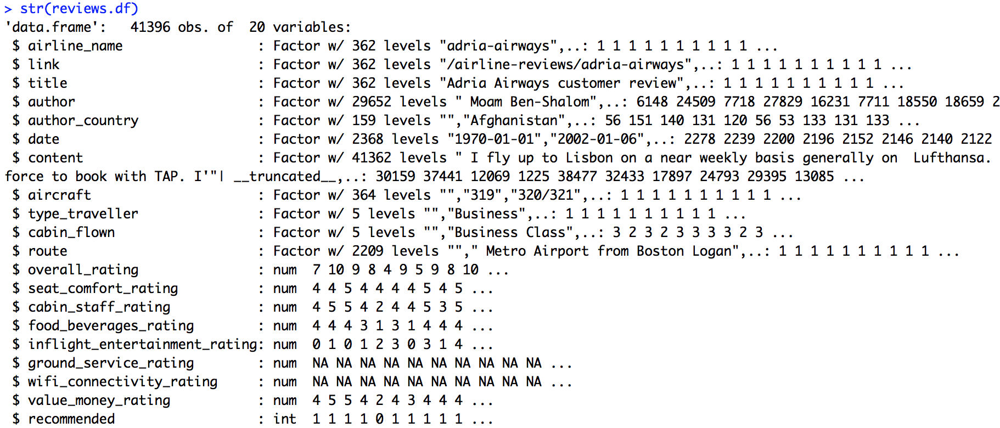 > str(reviews.df)
'data.frame':   41396 obs. of  20 variables:
 $ airline_name                : Factor w/ 362 levels "adria-airways",..: 1 1 1 1 1 1 1 1 1 1 ...
 $ link                        : Factor w/ 362 levels "/airline-reviews/adria-airways",..: 1 1 1 1 1 1 1 1 1 1 ...
 $ title                       : Factor w/ 362 levels "Adria Airways customer review",..: 1 1 1 1 1 1 1 1 1 1 ...
 $ author                      : Factor w/ 29652 levels " Moam Ben-Shalom",..: 6148 24509 7718 27829 16231 7711 18550 18659 2
 $ author_country              : Factor w/ 159 levels "","Afghanistan",..: 56 151 140 131 120 56 53 133 131 133 ...
 $ date                        : Factor w/ 2368 levels "1970-01-01","2002-01-06",..: 2278 2239 2200 2196 2152 2146 2140 2122
 $ content                     : Factor w/ 41362 levels " I fly up to Lisbon on a near weekly basis generally on  Lufthansa.
force to book with TAP. I'"| __truncated__,..: 30159 37441 12069 1225 38477 32433 17897 24793 29395 13085 ...
 $ aircraft                    : Factor w/ 364 levels "","319","320/321",..: 1 1 1 1 1 1 1 1 1 1 ...
 $ type_traveller              : Factor w/ 5 levels "","Business",..: 1 1 1 1 1 1 1 1 1 1 ...
 $ cabin_flown                 : Factor w/ 5 levels "","Business Class",..: 3 2 3 2 3 3 3 3 2 3 ...
 $ route                       : Factor w/ 2209 levels ""," Metro Airport from Boston Logan",..: 1 1 1 1 1 1 1 1 1 1 ...
 $ overall_rating              : num  7 10 9 8 4 9 5 9 8 10 ...
 $ seat_comfort_rating         : num  4 4 5 4 4 4 4 5 4 5 ...
 $ cabin_staff_rating          : num  4 5 5 4 2 4 4 5 3 5 ...
 $ food_beverages_rating       : num  4 4 4 3 1 3 1 4 4 4 ...
 $ inflight_entertainment_rating: num  0 1 0 1 2 3 0 3 1 4 ...
 $ ground_service_rating       : num  NA NA NA NA NA NA NA NA NA NA ...
 $ wifi_connectivity_rating    : num  NA NA NA NA NA NA NA NA NA NA ...
 $ value_money_rating          : num  4 5 5 4 2 4 3 4 4 4 ...
 $ recommended                 : int  1 1 1 1 0 1 1 1 1 1 ...